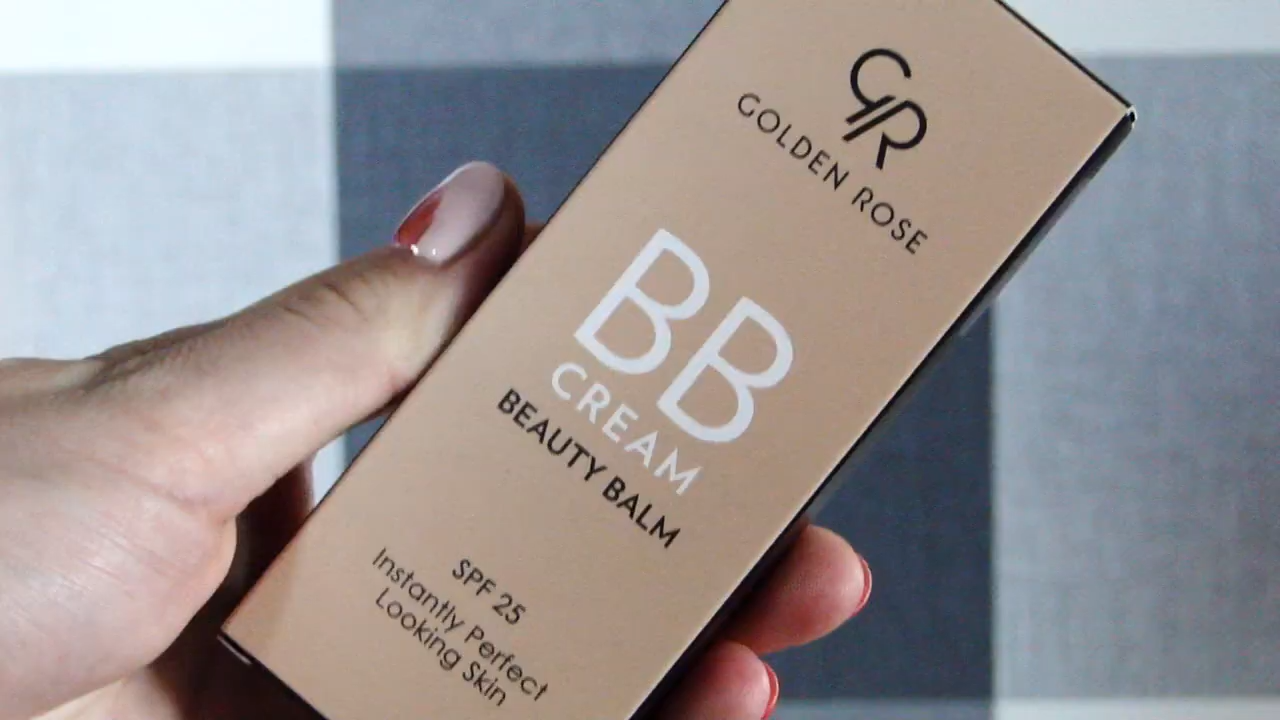 GR
GOLDEN ROSE
BB
CREAM
BEAUTY BALM
SPF 25
Instantly Perfect
Looking Skin